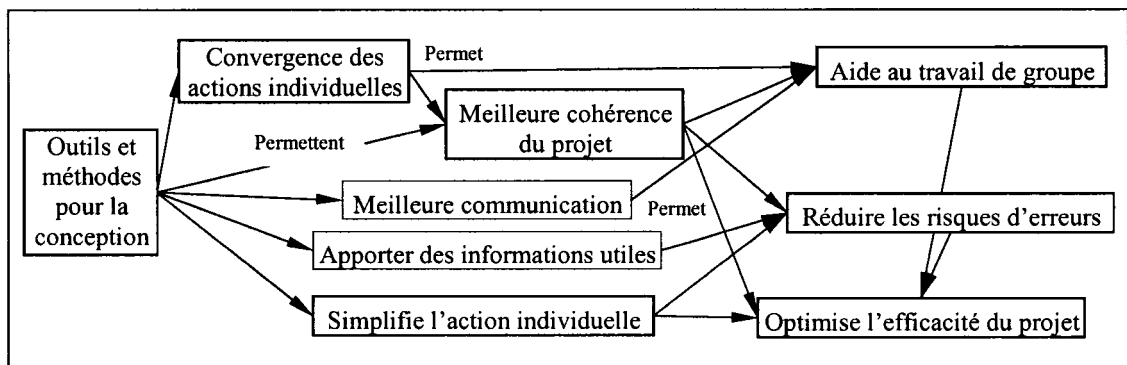 Convergence des
actions individuelles
Permet
Aide au travail de groupe
Meilleure cohérence
du projet
Permettent
Outils et
méthodes
pour la
conception
Meilleure communication
Permet
Réduire les risques d'erreurs
Apporter des informations utiles
Simplifie l'action individuelle
Optimise l'efficacité du projet